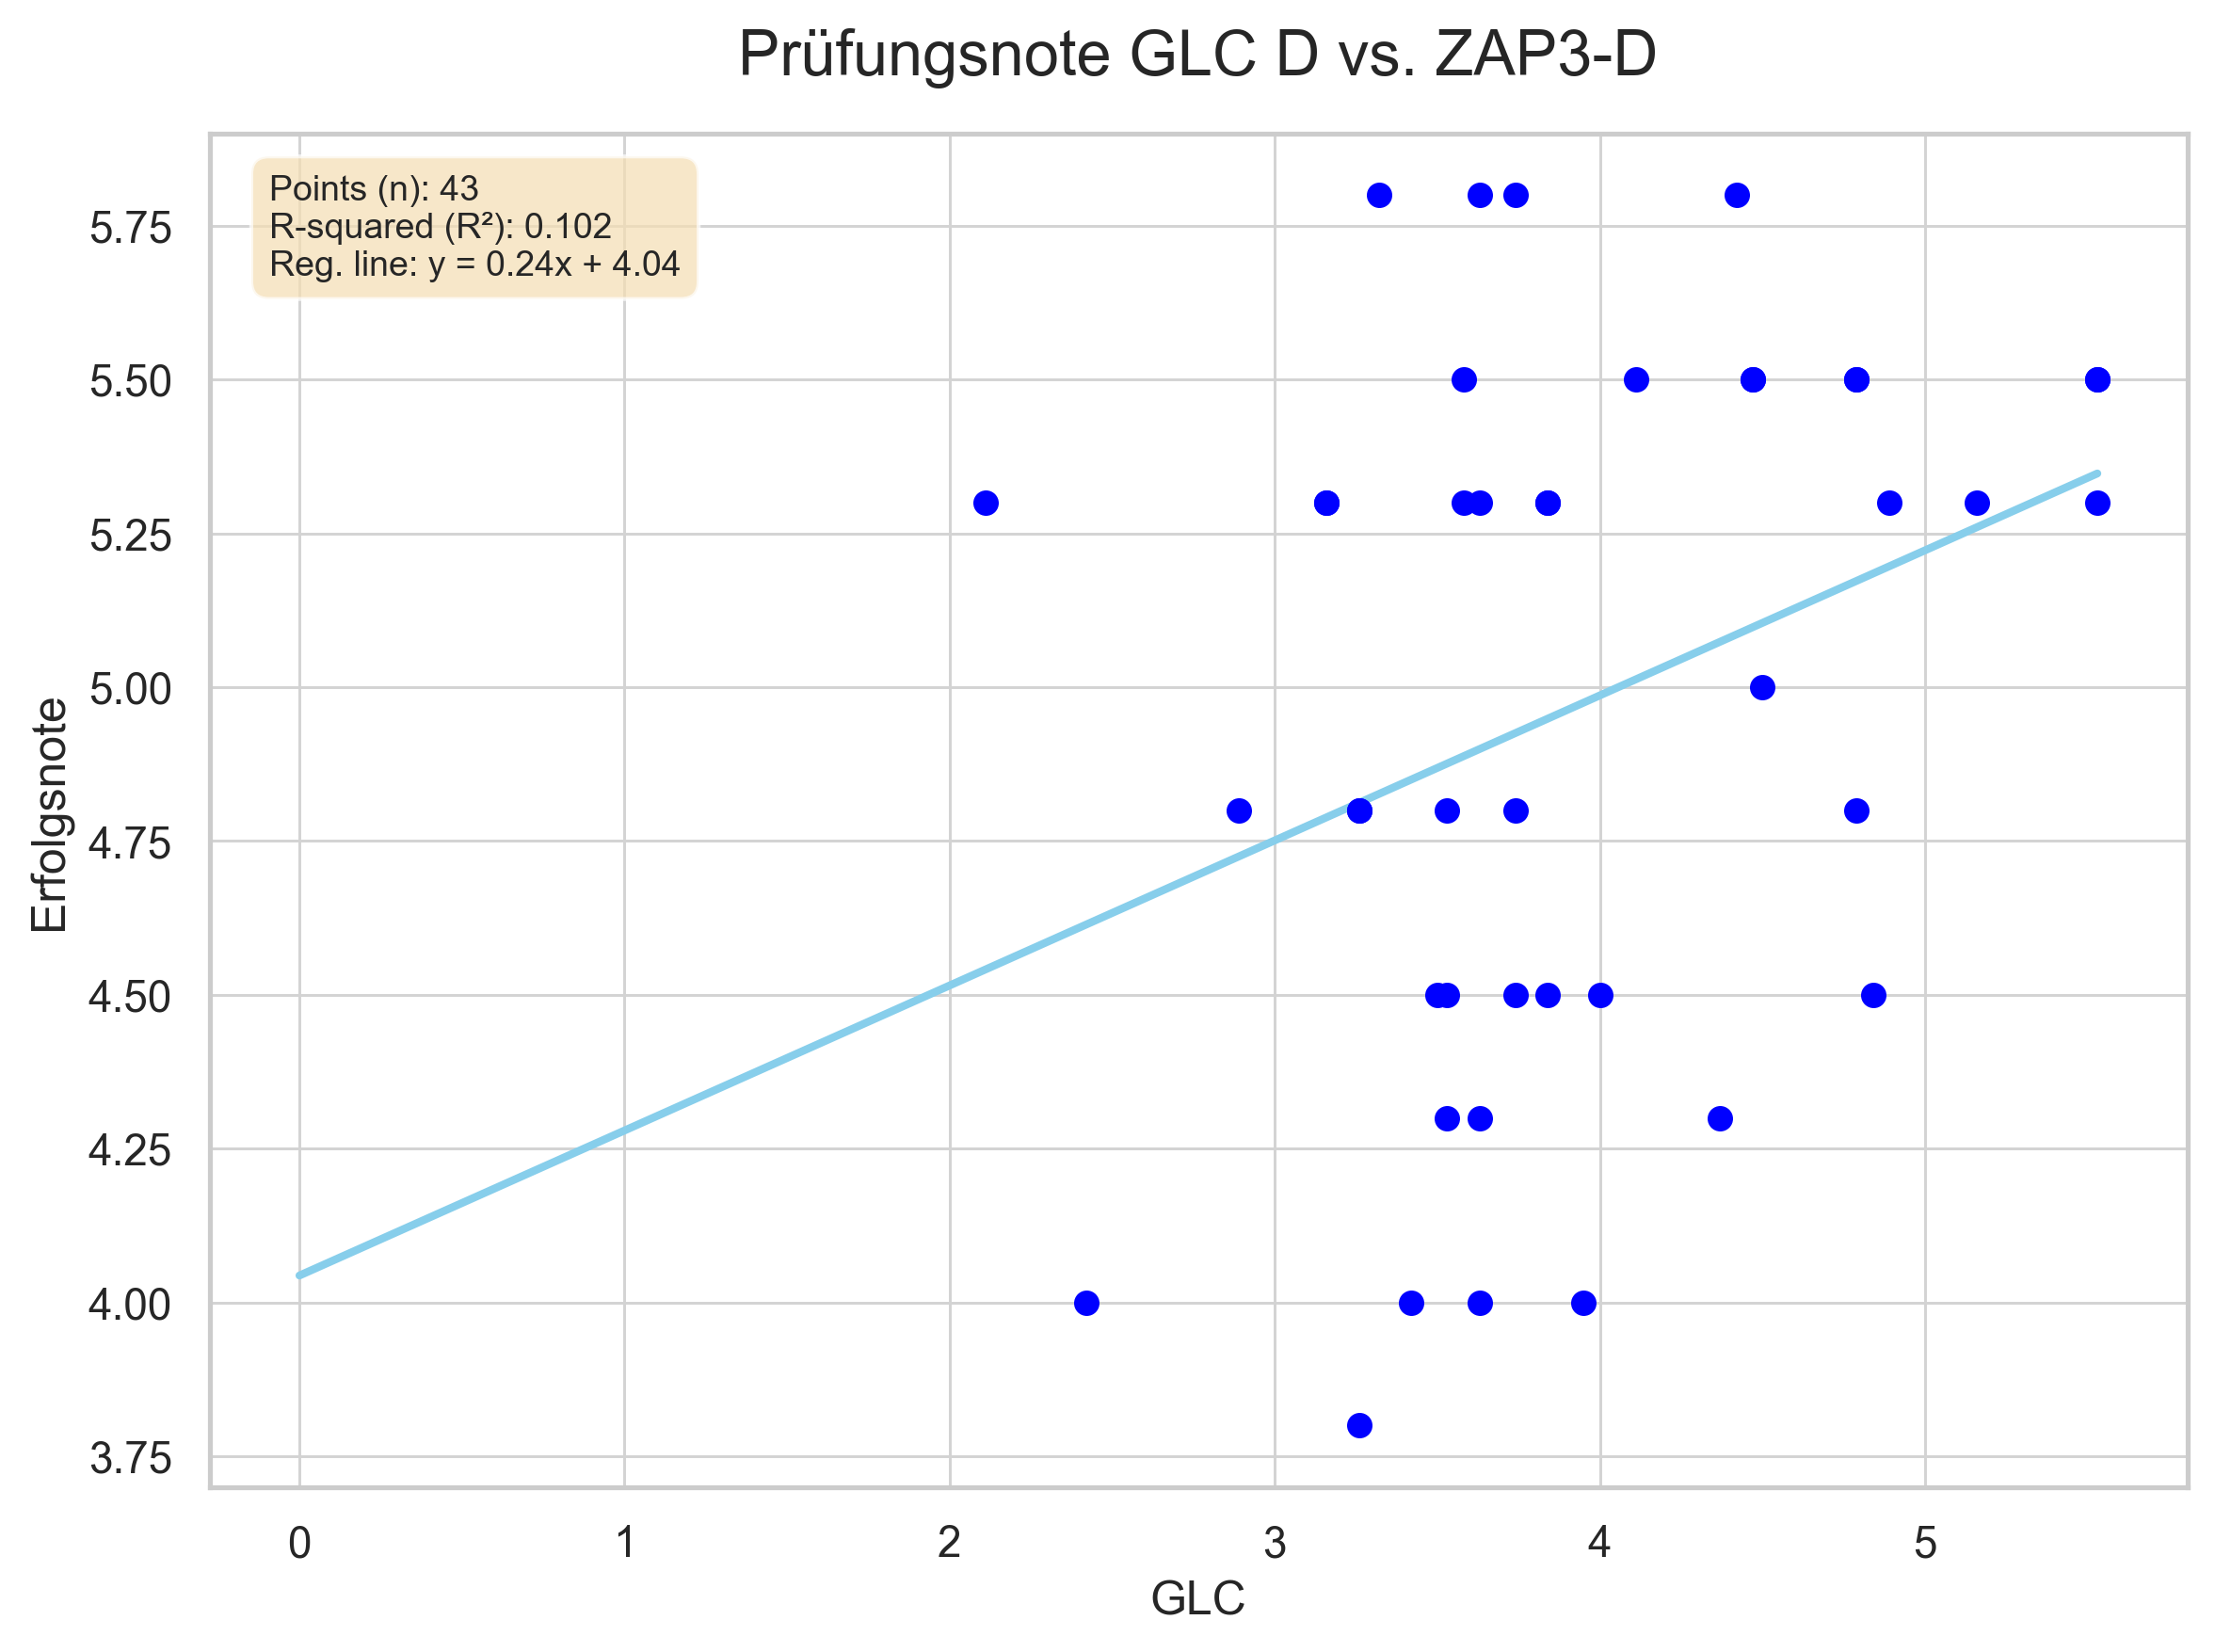 Prüfungsnote GLC D vs. ZAP3-D
Points (n): 43
R-squared (R²): 0.102
Reg. line: y = 0.24x + 4.04
5.75
5.50
5.25
5.00
4.75
4.50
4.25
4.00
3.75
Erfolgsnote
0 1 2 3 4 5
GLC